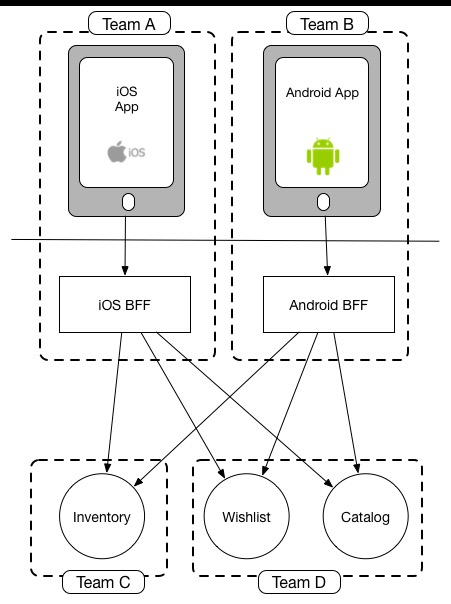 Team A
Team B
iOS
App
Android App
iOS
iOS BFF
Android BFF
Inventory
Wishlist
Catalog
Team C
Team D